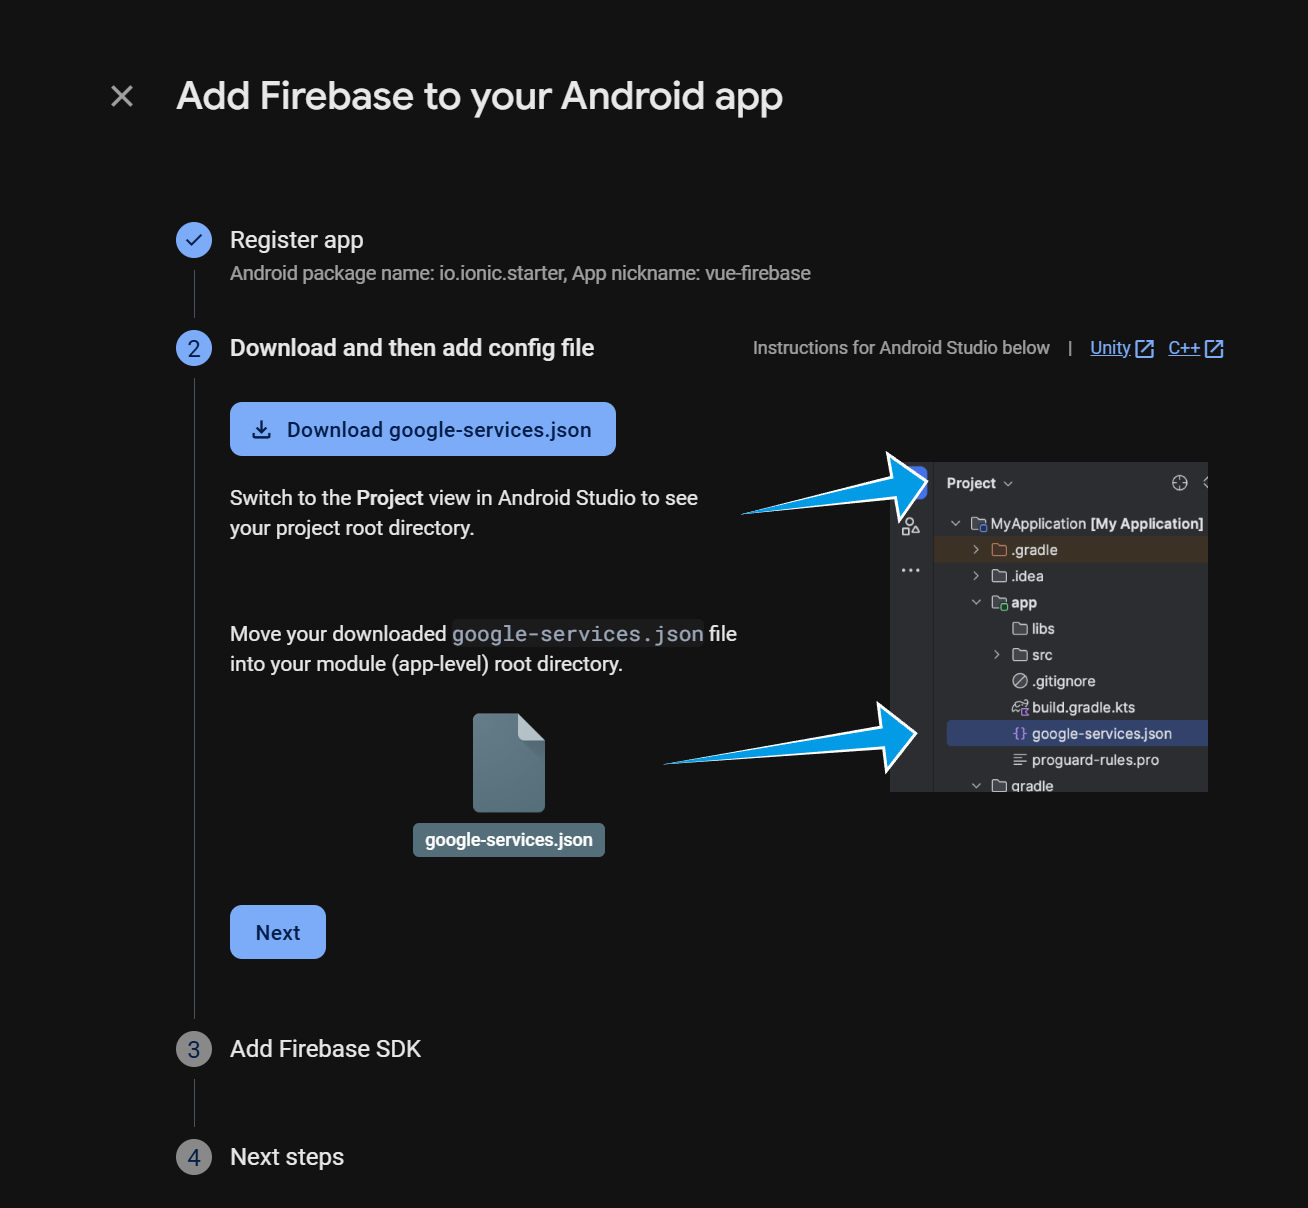 Add Firebase to your Android app
Register app
Android package name: io.ionic.starter, App nickname: vue-firebase
2
Download and then add config file
Instructions for Android Studio below | Unity C++
Download google-services.json
Switch to the Project view in Android Studio to see
your project root directory.
Move your downloaded google-services.json file
into your module (app-level) root directory.
google-services.json
Project
MyApplication [My Application]
.gradle
.idea
app
libs
src
.gitignore
build.gradle.kts
google-services.json
proguard-rules.pro
gradle
Next
3
Add Firebase SDK
4
Next steps